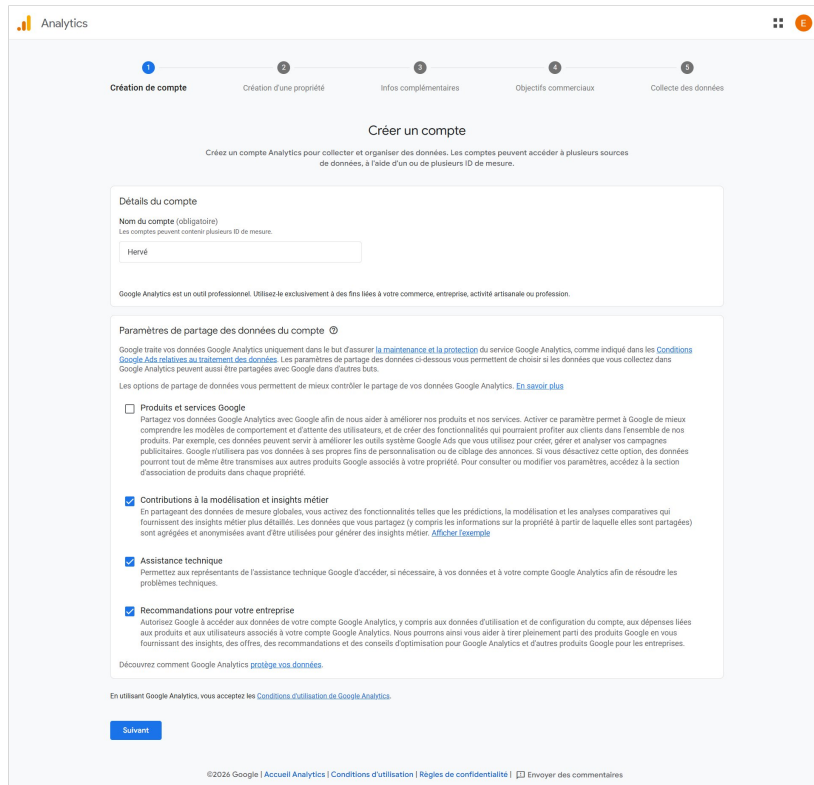 Analytics
E
1
2
3
4
5
Création de compte
Création d'une propriété
Infos complémentaires
Objectifs commerciaux
Collecte des données
Créer un compte
Créez un compte Analytics pour collecter et organiser des données. Les comptes peuvent accéder à plusieurs sources
de données, à l'aide d'un ou de plusieurs ID de mesure.
Détails du compte
Nom du compte (obligatoire)
Les comptes peuvent contenir plusieurs ID de mesure.
Hervé
Google Analytics est un outil professionnel. Utilisez-le exclusivement à des fins liées à votre commerce, entreprise, activité artisanale ou profession.
Paramètres de partage des données du compte
Google traite vos données Google Analytics uniquement dans le but d'assurer la maintenance et la protection du service Google Analytics, comme indiqué dans les Conditions
Google Ads relatives au traitement des données. Les paramètres de partage des données ci-dessous vous permettent de choisir si les données que vous collectez dans
Google Analytics peuvent aussi être partagées avec Google dans d'autres buts.
Les options de partage de données vous permettent de mieux contrôler le partage de vos données Google Analytics. En savoir plus
Produits et services Google
Partagez vos données Google Analytics avec Google afin de nous aider à améliorer nos produits et nos services. Activer ce paramètre permet à Google de mieux
comprendre les modèles de comportement et d'attente des utilisateurs, et de créer des fonctionnalités qui pourraient profiter aux clients dans l'ensemble de nos
produits. Par exemple, ces données peuvent servir à améliorer les outils système Google Ads que vous utilisez pour créer, gérer et analyser vos campagnes
publicitaires. Google n'utilisera pas vos données à ses propres fins de personnalisation ou de ciblage des annonces. Si vous désactivez cette option, des données
pourront tout de même être transmises aux autres produits Google associés à votre propriété. Pour consulter ou modifier vos paramètres, accédez à la section
d'association de produits dans chaque propriété.
Contributions à la modélisation et insights métier
En partageant des données de mesure globales, vous activez des fonctionnalités telles que les prédictions, la modélisation et les analyses comparatives qui
fournissent des insights métier plus détaillés. Les données que vous partagez (y compris les informations sur la propriété à partir de laquelle elles sont partagées)
sont agrégées et anonymisées avant d'être utilisées pour générer des insights métier. Afficher l'exemple
Assistance technique
Permettez aux représentants de l'assistance technique Google d'accéder, si nécessaire, à vos données et à votre compte Google Analytics afin de résoudre les
problèmes techniques.
Recommandations pour votre entreprise
Autorisez Google à accéder aux données de votre compte Google Analytics, y compris aux données d'utilisation et de configuration du compte, aux dépenses liées
aux produits et aux utilisateurs associés à votre compte Google Analytics. Nous pourrons ainsi vous aider à tirer pleinement parti des produits Google en vous
fournissant des insights, des offres, des recommandations et des conseils d'optimisation pour Google Analytics et d'autres produits Google pour les entreprises.
Découvrez comment Google Analytics protège vos données.
En utilisant Google Analytics, vous acceptez les Conditions d'utilisation de Google Analytics.
Suivant
©2026 Google | Accueil Analytics | Conditions d'utilisation | Règles de confidentialité | Envoyer des commentaires